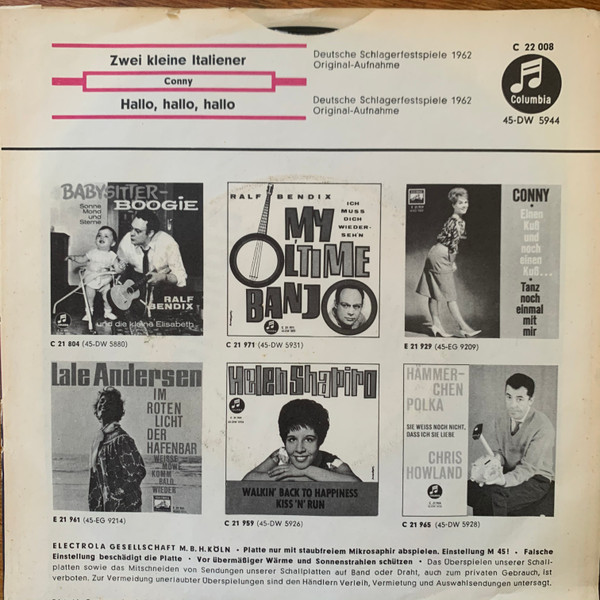 Zwei kleine Italiener
Conny
Hallo, hallo, hallo
Deutsche Schlagerfestspiele 1962
Original-Aufnahme
Deutsche Schlagerfestspiele 1962
Original-Aufnahme
C 22 008
Columbia
45-DW 5944
BABYSITTER-
BOOGIE
Sonne
Mond
und
Sterne
RALF
BENDIX
und die kleine Elisabeth
C 21 804 (45-DW 5880)
RALF BENDIX
ICH
MUSS
DICH
WIEDER-
SEH'N
MY
OLTIME
BANJO
C 21 971 (45-DW 5931)
CONNY
Einen
Kuß
und
noch
einen
Kuß...
Tanz
noch
einmal
mit
mir
E 21 929 (45-EG 9209)
Lale Andersen
IM
ROTEN
LICHT
DER
HAFENBAR
WEISSE
MÖWE
KOMM'
BALD
WIEDER
E 21 961 (45-EG 9214)
Helen Shapiro
WALKIN' BACK TO HAPPINESS
KISS 'N' RUN
C 21 959 (45-DW 5926)
HÄMMER-
CHEN
POLKA
SIE WEISS NOCH NICHT,
DASS ICH SIE LIEBE
CHRIS
HOWLAND
C 21 965 (45-DW 5928)
ELECTROLA GESELLSCHAFT M.B.H. KÖLN • Platte nur mit staubfreiem Mikrosaphir abspielen. Einstellung M 45! • Falsche
Einstellung beschädigt die Platte • Vor übermäßiger Wärme und Sonnenstrahlen schützen • Das Überspielen unserer Schall-
platten sowie das Mitschneiden von Sendungen unserer Schallplatten auf Band oder Draht, auch zum privaten Gebrauch, ist
verboten. Zur Vermeidung unerlaubter Überspielungen sind den Händlern Verleih, Vermietung und Auswahlsendungen untersagt.